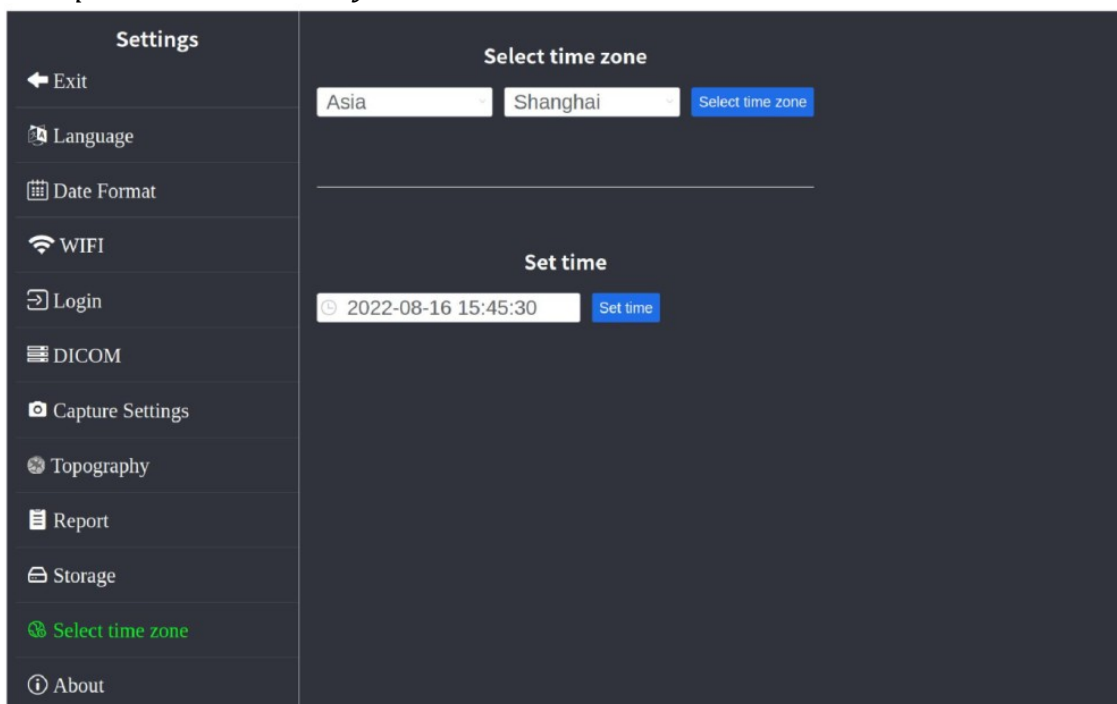 Settings
Exit
Language
Date Format
WIFI
Login
DICOM
Capture Settings
Topography
Report
Storage
Select time zone
About
Select time zone
Asia
Shanghai
Select time zone
Set time
2022-08-16 15:45:30
Set time